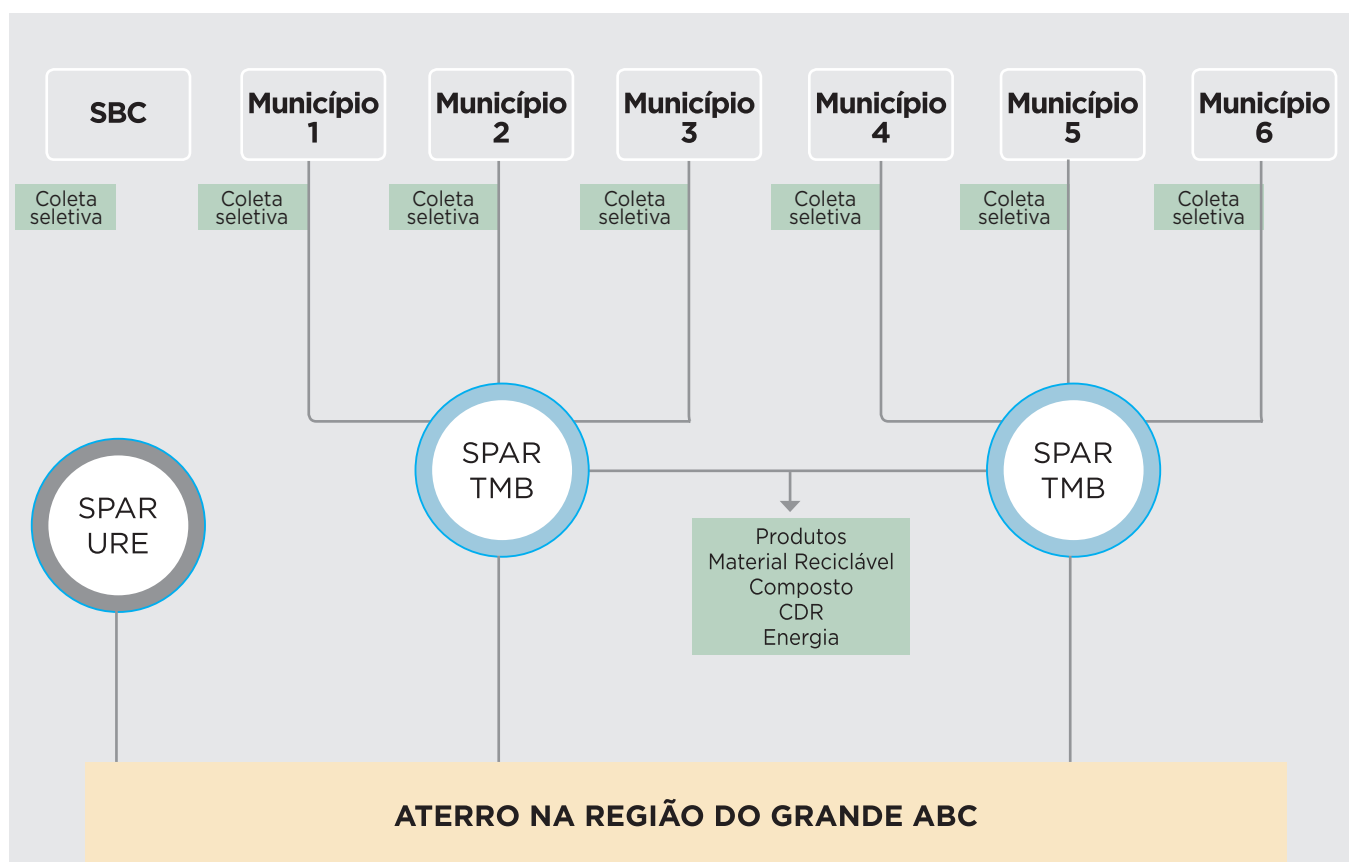 SBC
Município
1
Município
2
Município
3
Município
4
Município
5
Município
6
Coleta
seletiva
Coleta
seletiva
Coleta
seletiva
Coleta
seletiva
Coleta
seletiva
Coleta
seletiva
Coleta
seletiva
SPAR
URE
SPAR
TMB
SPAR
TMB
Produtos
Material Reciclável
Composto
CDR
Energia
ATERRO NA REGIÃO DO GRANDE ABC